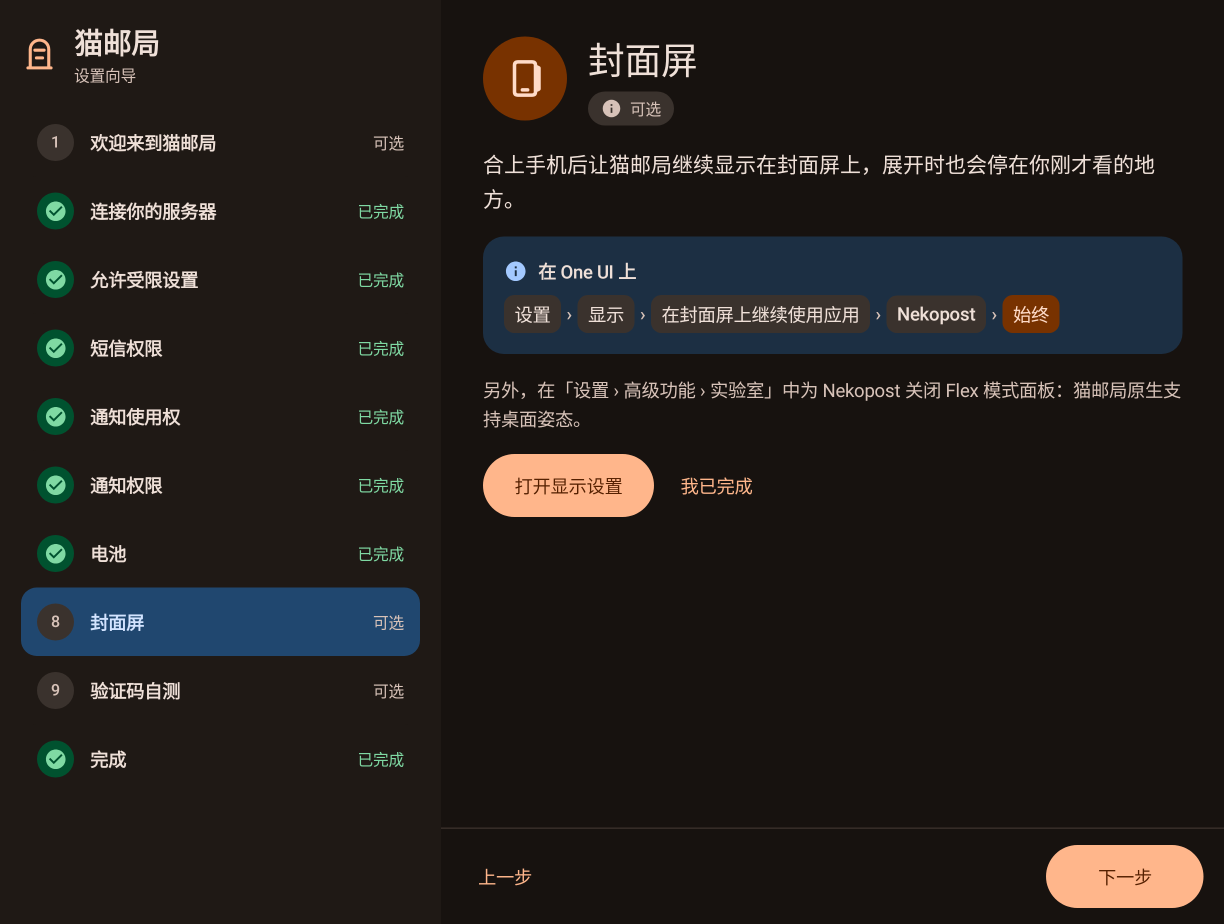 猫邮局
设置向导
1 欢迎来到猫邮局 可选
连接你的服务器 已完成
允许受限设置 已完成
短信权限 已完成
通知使用权 已完成
通知权限 已完成
电池 已完成
8 封面屏 可选
9 验证码自测 可选
完成 已完成
封面屏
可选
合上手机后让猫邮局继续显示在封面屏上，展开时也会停在你刚才看的地
方。
在 One UI 上
设置 › 显示 › 在封面屏上继续使用应用 › Nekopost › 始终
另外，在「设置 › 高级功能 › 实验室」中为 Nekopost 关闭 Flex 模式面板：猫邮局原生支
持桌面姿态。
打开显示设置 我已完成
上一步 下一步